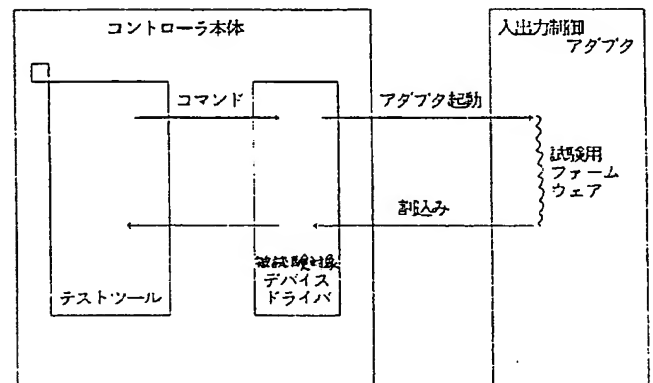 コントローラ本体
入出力制御
アダプタ
コマンド
アダプタ起動
試験用
ファーム
ウェア
割込み
被試験対象
デバイス
ドライバ
テストツール